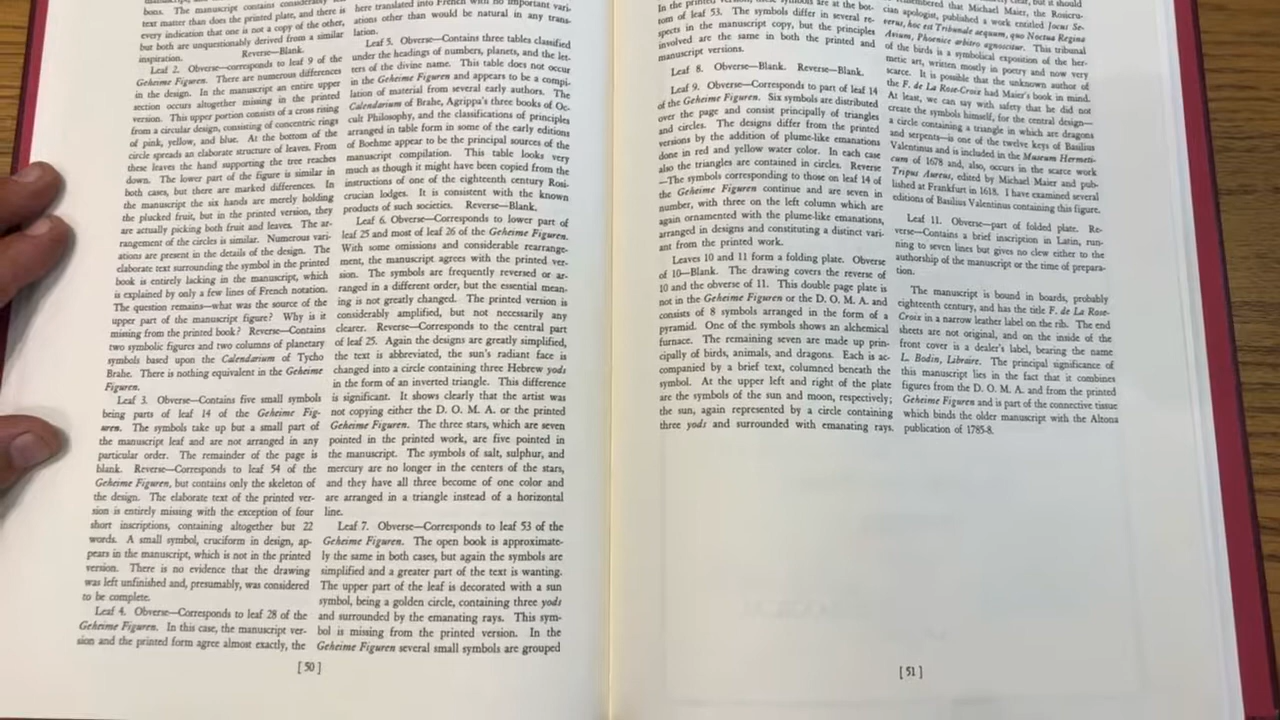 bons. The manuscript contains considerably
text matter than does the printed plate, and there is
every indication that one is not a copy of the other,
but both are unquestionably derived from a similar
inspiration. Reverse—Blank.
Leaf 2. Obverse—corresponds to leaf 9 of the
Geheime Figuren. There are numerous differences
in the design. In the manuscript an entire upper
section occurs altogether missing in the printed
version. This upper portion consists of a cross rising
from a circular design, consisting of concentric rings
of pink, yellow, and blue. At the bottom of the
circle spreads an elaborate structure of leaves. From
these leaves the hand supporting the tree reaches
down. The lower part of the figure is similar in
both cases, but there are marked differences. In
the manuscript the six hands are merely holding
the plucked fruit, but in the printed version, they
are actually picking both fruit and leaves. The ar-
rangement of the circles is similar. Numerous vari-
ations are present in the details of the design. The
elaborate text surrounding the symbol in the printed
book is entirely lacking in the manuscript, which
is explained by only a few lines of French notation.
The question remains—what was the source of the
upper part of the manuscript figure? Why is it
missing from the printed book? Reverse—Contains
two symbolic figures and two columns of planetary
symbols based upon the Calendarium of Tycho
Brahe. There is nothing equivalent in the Geheime
Figuren.
Leaf 3. Obverse—Contains five small symbols
being parts of leaf 14 of the Geheime Fig-
uren. The symbols take up but a small part of
the manuscript leaf and are not arranged in any
particular order. The remainder of the page is
blank. Reverse—Corresponds to leaf 54 of the
Geheime Figuren, but contains only the skeleton of
the design. The elaborate text of the printed ver-
sion is entirely missing with the exception of four
short inscriptions, containing altogether but 22
words. A small symbol, cruciform in design, ap-
pears in the manuscript, which is not in the printed
version. There is no evidence that the drawing
was left unfinished and, presumably, was considered
to be complete.
Leaf 4. Obverse—Corresponds to leaf 28 of the
Geheime Figuren. In this case, the manuscript ver-
sion and the printed form agree almost exactly, the
here translated into French with no important vari-
ations other than would be natural in any trans-
lation.
Leaf 5. Obverse—Contains three tables classified
under the headings of numbers, planets, and the let-
ters of the divine name. This table does not occur
in the Geheime Figuren and appears to be a compi-
lation of material from several early authors. The
Calendarium of Brahe, Agrippa's three books of Oc-
cult Philosophy, and the classifications of principles
arranged in table form in some of the early editions
of Boehme appear to be the principal sources of the
manuscript compilation. This table looks very
much as though it might have been copied from the
instructions of one of the eighteenth century Rosi-
crucian lodges. It is consistent with the known
products of such societies. Reverse—Blank.
Leaf 6. Obverse—Corresponds to lower part of
leaf 25 and most of leaf 26 of the Geheime Figuren.
With some omissions and considerable rearrange-
ment, the manuscript agrees with the printed ver-
sion. The symbols are frequently reversed or ar-
ranged in a different order, but the essential mean-
ing is not greatly changed. The printed version is
considerably amplified, but not necessarily any
clearer. Reverse—Corresponds to the central part
of leaf 25. Again the designs are greatly simplified,
the text is abbreviated, the sun's radiant face is
changed into a circle containing three Hebrew yods
in the form of an inverted triangle. This difference
is significant. It shows clearly that the artist was
not copying either the D. O. M. A. or the printed
Geheime Figuren. The three stars, which are seven
pointed in the printed work, are five pointed in
the manuscript. The symbols of salt, sulphur, and
mercury are no longer in the centers of the stars,
and they have all three become of one color and
are arranged in a triangle instead of a horizontal
line.
Leaf 7. Obverse—Corresponds to leaf 53 of the
Geheime Figuren. The open book is approximate-
ly the same in both cases, but again the symbols are
simplified and a greater part of the text is wanting.
The upper part of the leaf is decorated with a sun
symbol, being a golden circle, containing three yods
and surrounded by the emanating rays. This sym-
bol is missing from the printed version. In the
Geheime Figuren several small symbols are grouped
[ 50 ]
In the printed version, these symbols are at the bot-
tom of leaf 53. The symbols differ in several re-
spects in the manuscript copy, but the principles
involved are the same in both the printed and
manuscript versions.
Leaf 8. Obverse—Blank. Reverse—Blank.
Leaf 9. Obverse—Corresponds to part of leaf 14
of the Geheime Figuren. Six symbols are distributed
over the page and consist principally of triangles
and circles. The designs differ from the printed
versions by the addition of plume-like emanations
done in red and yellow water color. In each case
also the triangles are contained in circles. Reverse
—The symbols corresponding to those on leaf 14 of
the Geheime Figuren continue and are seven in
number, with three on the left column which are
again ornamented with the plume-like emanations,
arranged in designs and constituting a distinct vari-
ant from the printed work.
Leaves 10 and 11 form a folding plate. Obverse
of 10—Blank. The drawing covers the reverse of
10 and the obverse of 11. This double page plate is
not in the Geheime Figuren or the D. O. M. A. and
consists of 8 symbols arranged in the form of a
pyramid. One of the symbols shows an alchemical
furnace. The remaining seven are made up prin-
cipally of birds, animals, and dragons. Each is ac-
companied by a brief text, columned beneath the
symbol. At the upper left and right of the plate
are the symbols of the sun and moon, respectively;
the sun, again represented by a circle containing
three yods and surrounded with emanating rays.
remembered that Michael Maier, the Rosicru-
cian apologist, published a work entitled Jocus Se-
verus, hoc est Tribunale aequum, quo Noctua Regina
Avium, Phoenice arbitro agnoscitur. This tribunal
of the birds is a symbolical exposition of the her-
metic art, written mostly in poetry and now very
scarce. It is possible that the unknown author of
the F. de La Rose-Croix had Maier's book in mind.
At least, we can say with safety that he did not
create the symbols himself, for the central design—
a circle containing a triangle in which are dragons
and serpents—is one of the twelve keys of Basilius
Valentinus and is included in the Musaeum Hermeti-
cum of 1678 and, also, occurs in the scarce work
Tripus Aureus, edited by Michael Maier and pub-
lished at Frankfurt in 1618. I have examined several
editions of Basilius Valentinus containing this figure.
Leaf 11. Obverse—part of folded plate. Re-
verse—Contains a brief inscription in Latin, run-
ning to seven lines but gives no clew either to the
authorship of the manuscript or the time of prepara-
tion.
The manuscript is bound in boards, probably
eighteenth century, and has the title F. de La Rose-
Croix in a narrow leather label on the rib. The end
sheets are not original, and on the inside of the
front cover is a dealer's label, bearing the name
L. Bodin, Libraire. The principal significance of
this manuscript lies in the fact that it combines
figures from the D. O. M. A. and from the printed
Geheime Figuren and is part of the connective tissue
which binds the older manuscript with the Altona
publication of 1785-8.
[ 51 ]